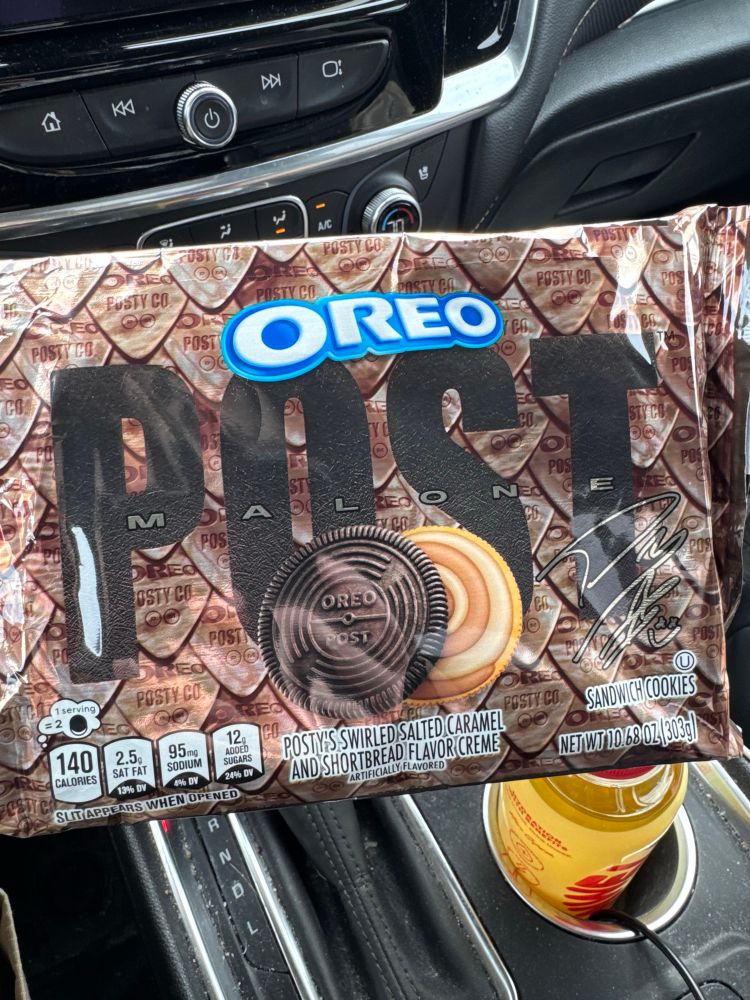 A/C
70
POSTY CO
OREO
POST
MALONE
™
OREO
POST
1 serving
= 2
140
CALORIES
2.5g
SAT FAT
13% DV
95mg
SODIUM
4% DV
12g
ADDED
SUGARS
24% DV
POSTY'S SWIRLED SALTED CARAMEL
AND SHORTBREAD FLAVOR CREME
ARTIFICIALLY FLAVORED
U
SANDWICH COOKIES
NET WT 10.68 OZ (303g)
SLIT APPEARS WHEN OPENED
R
N
D
L